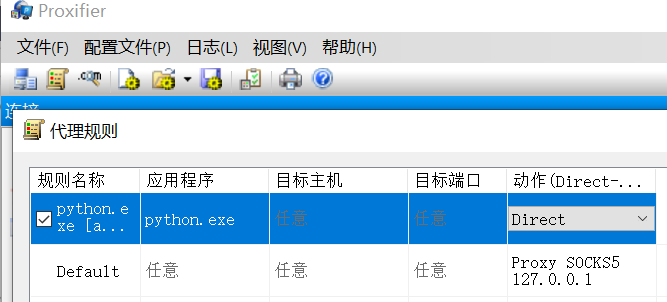 Proxifier
文件(F) 配置文件(P) 日志(L) 视图(V) 帮助(H)
连接
代理规则
规则名称 应用程序 目标主机 目标端口 动作(Direct-...
python.e
xe [a... python.exe 任意 任意 Direct
Default 任意 任意 任意 Proxy SOCKS5
127.0.0.1